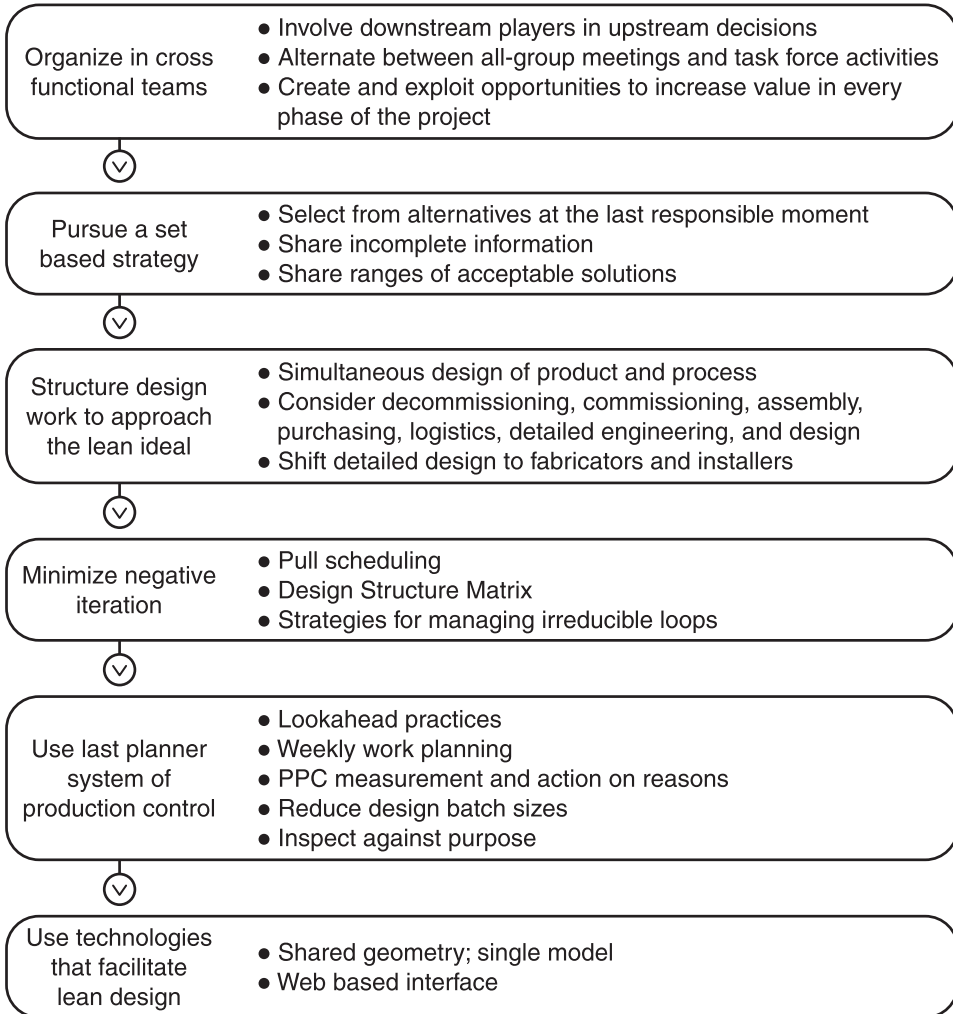 Organize in cross
functional teams
● Involve downstream players in upstream decisions
● Alternate between all-group meetings and task force activities
● Create and exploit opportunities to increase value in every
phase of the project
Pursue a set
based strategy
● Select from alternatives at the last responsible moment
● Share incomplete information
● Share ranges of acceptable solutions
Structure design
work to approach
the lean ideal
● Simultaneous design of product and process
● Consider decommissioning, commissioning, assembly,
purchasing, logistics, detailed engineering, and design
● Shift detailed design to fabricators and installers
Minimize negative
iteration
● Pull scheduling
● Design Structure Matrix
● Strategies for managing irreducible loops
Use last planner
system of
production control
● Lookahead practices
● Weekly work planning
● PPC measurement and action on reasons
● Reduce design batch sizes
● Inspect against purpose
Use technologies
that facilitate
lean design
● Shared geometry; single model
● Web based interface